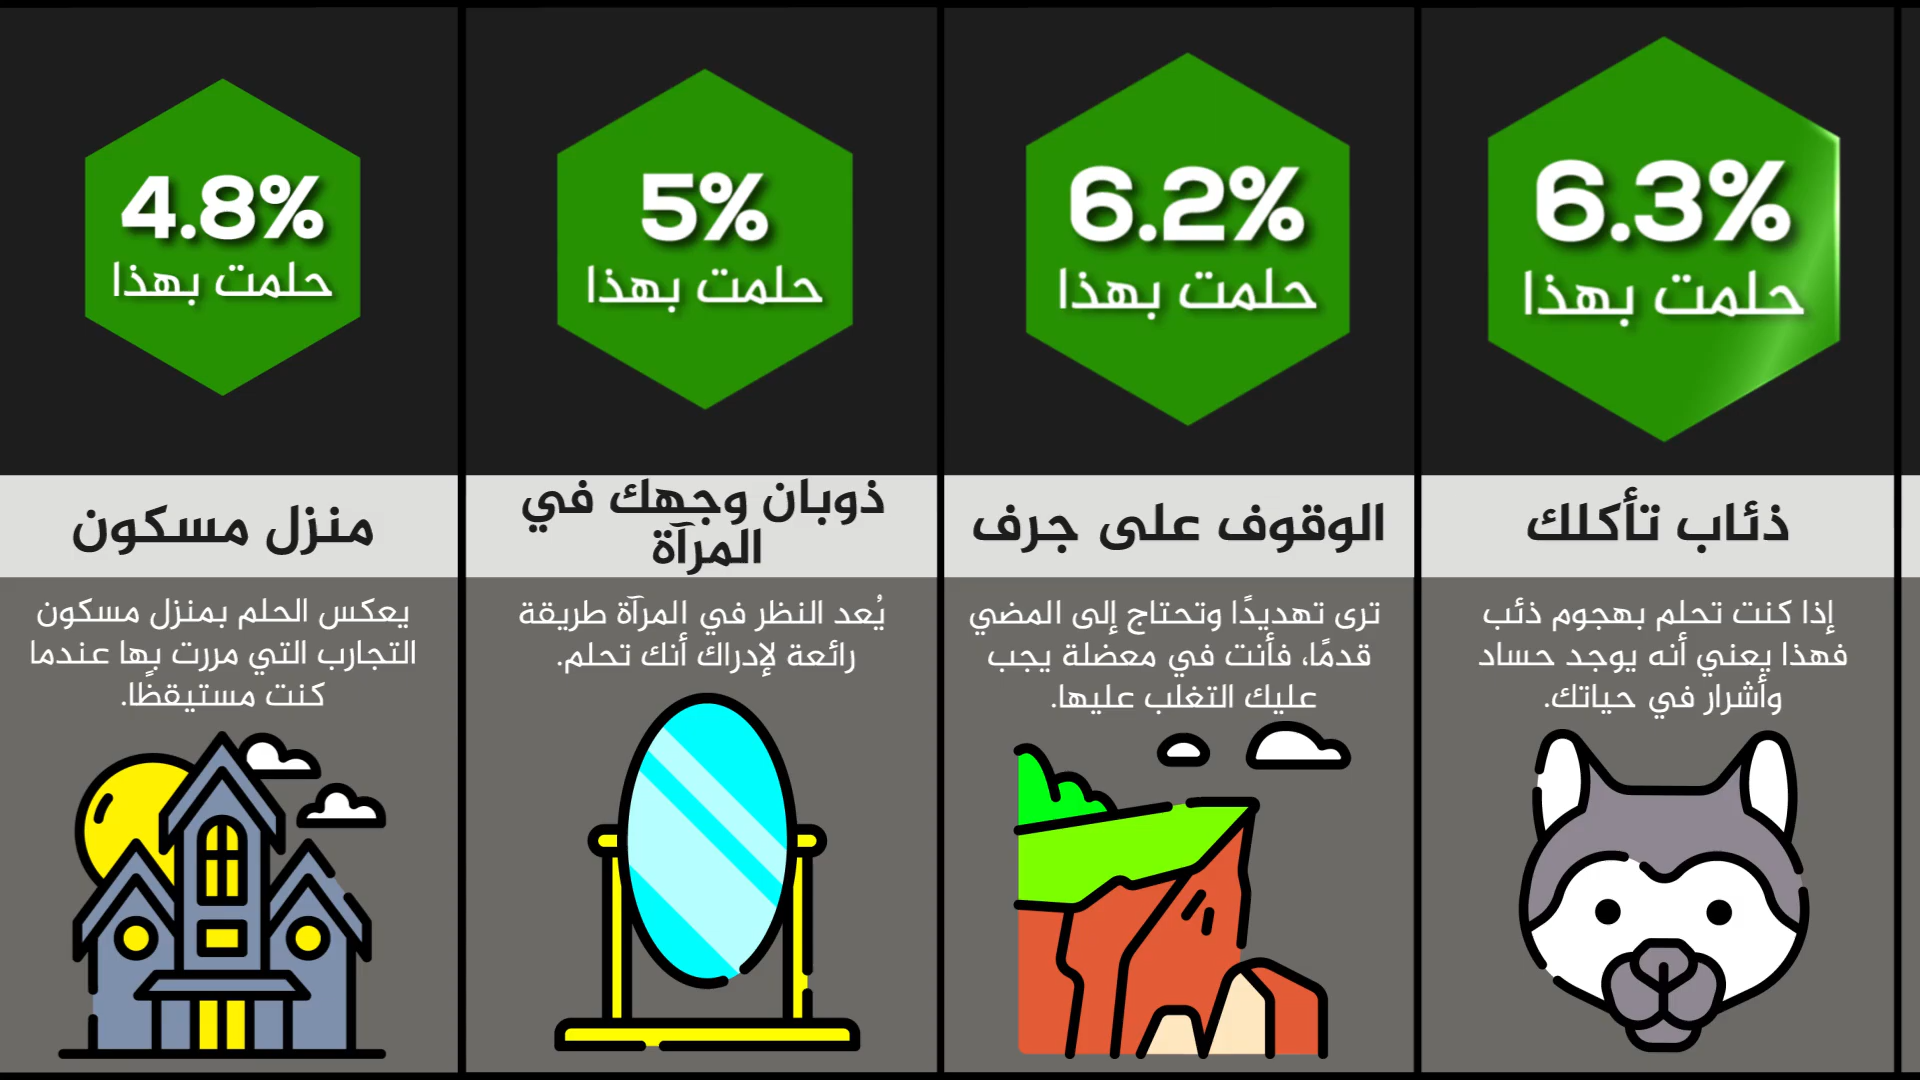 4.8%
حلمت بهذا
منزل مسكون
يعكس الحلم بمنزل مسكون
التجارب التي مررت بها عندما
كنت مستيقظًا.
5%
حلمت بهذا
ذوبان وجهك في
المرآة
يُعد النظر في المرآة طريقة
رائعة لإدراك أنك تحلم.
6.2%
حلمت بهذا
الوقوف على جرف
ترى تهديدًا وتحتاج إلى المضي
قدمًا، فأنت في معضلة يجب
عليك التغلب عليها.
6.3%
حلمت بهذا
ذئاب تأكلك
إذا كنت تحلم بهجوم ذئب
فهذا يعني أنه يوجد حساد
وأشرار في حياتك.